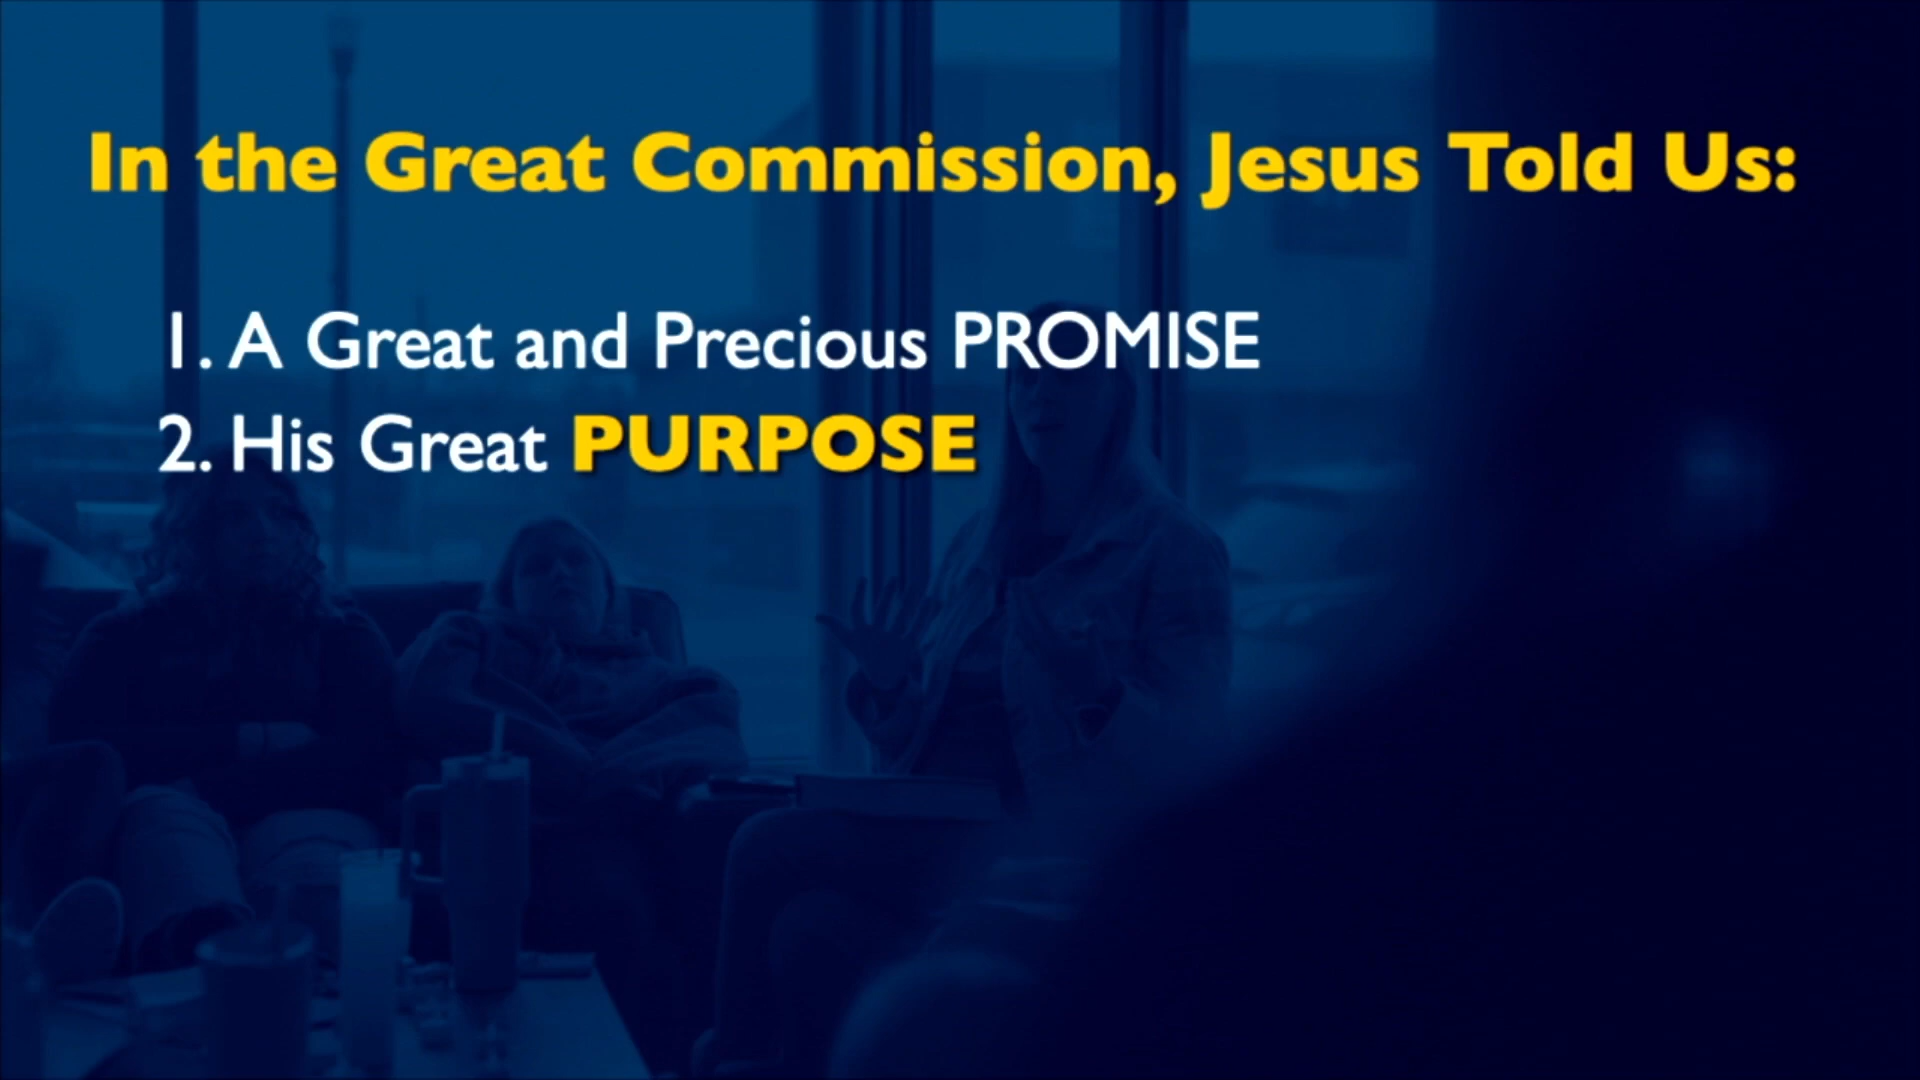 In the Great Commission, Jesus Told Us:
1. A Great and Precious PROMISE
2. His Great PURPOSE